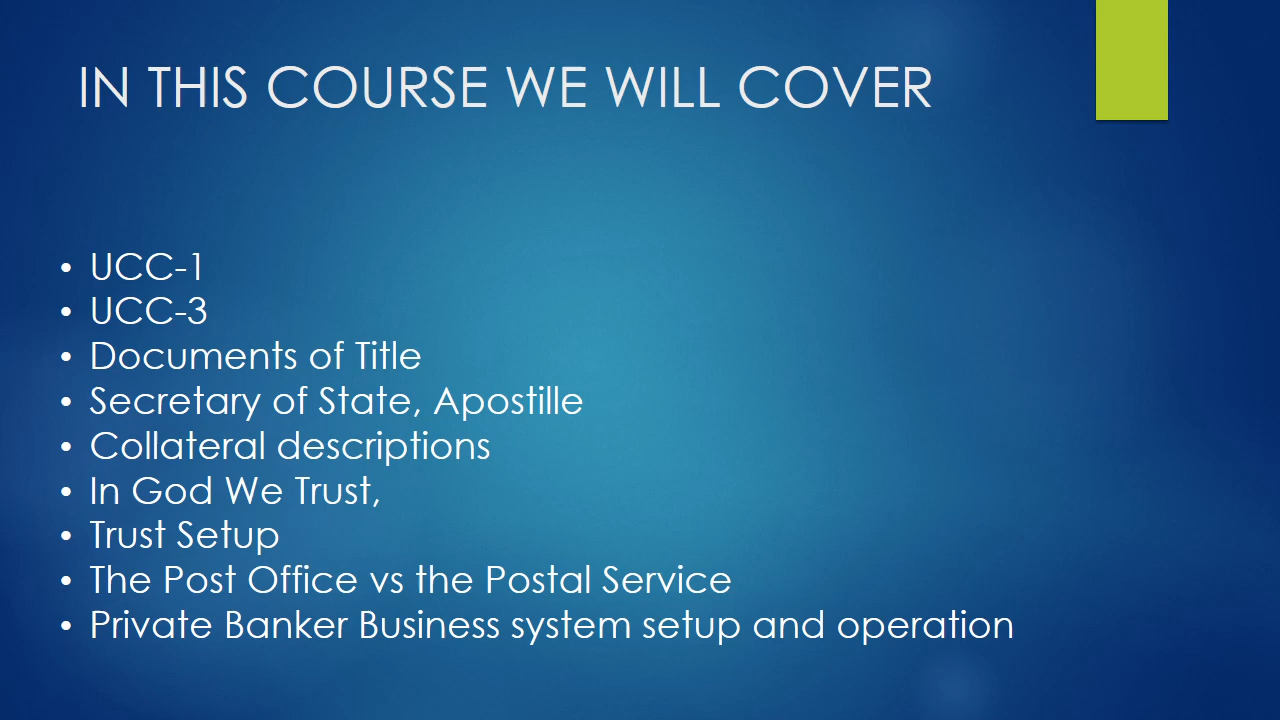 IN THIS COURSE WE WILL COVER
• UCC-1
• UCC-3
• Documents of Title
• Secretary of State, Apostille
• Collateral descriptions
• In God We Trust,
• Trust Setup
• The Post Office vs the Postal Service
• Private Banker Business system setup and operation